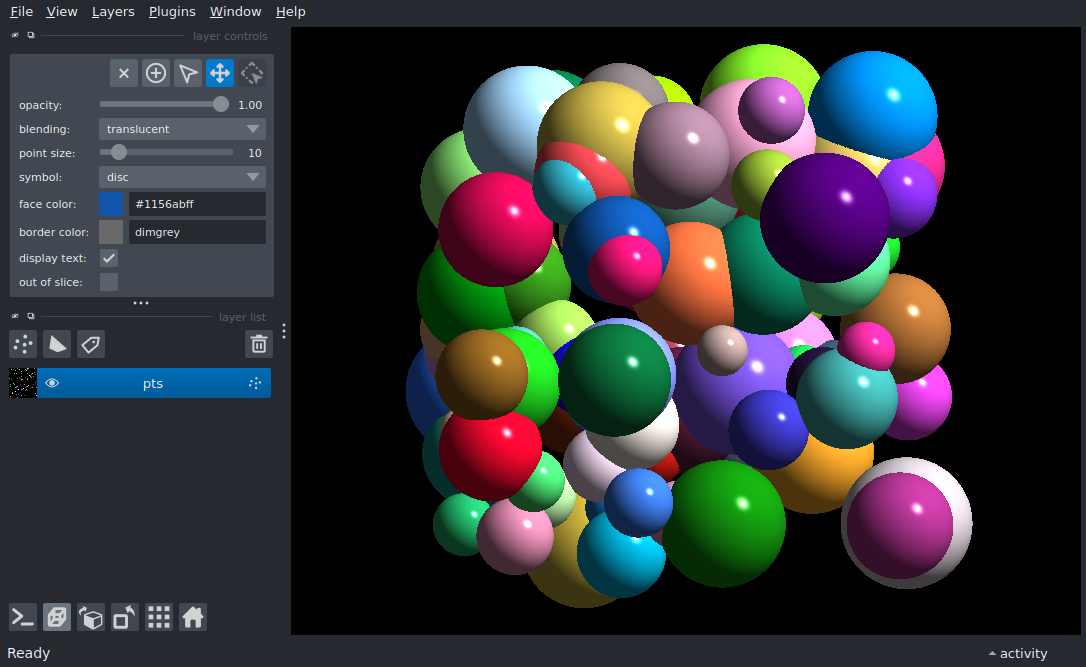 File View Layers Plugins Window Help
layer controls
opacity: 1.00
blending: translucent
point size: 10
symbol: disc
face color: #1156abff
border color: dimgrey
display text:
out of slice:
layer list
pts
Ready activity